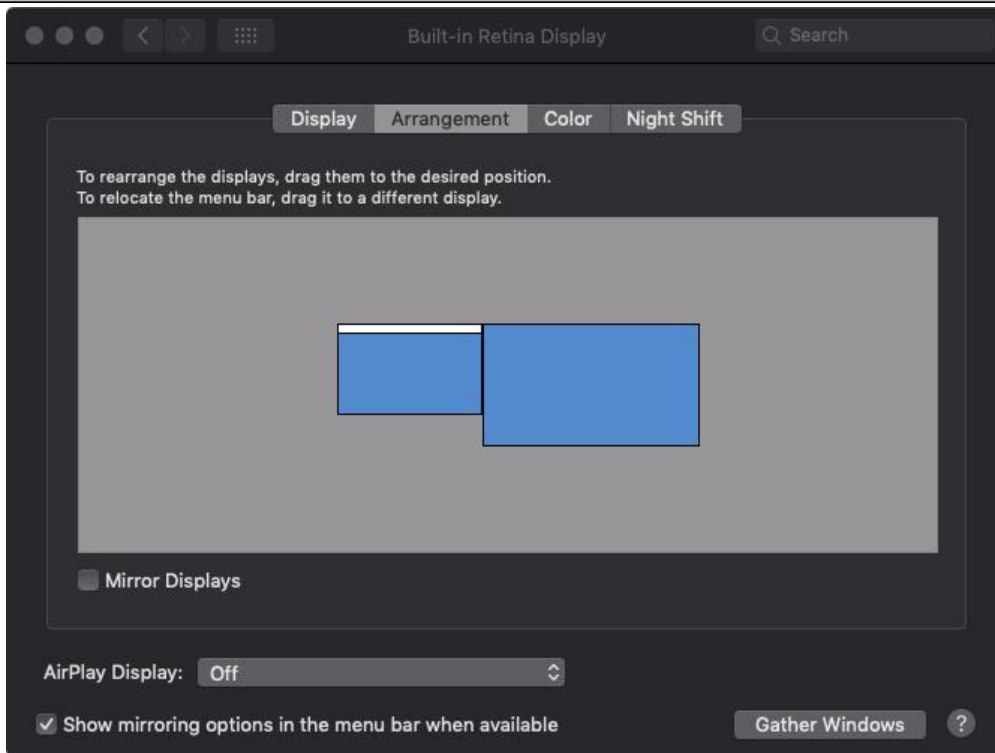 Built-in Retina Display
Search
Display Arrangement Color Night Shift
To rearrange the displays, drag them to the desired position.
To relocate the menu bar, drag it to a different display.
Mirror Displays
AirPlay Display: Off
Show mirroring options in the menu bar when available
Gather Windows ?